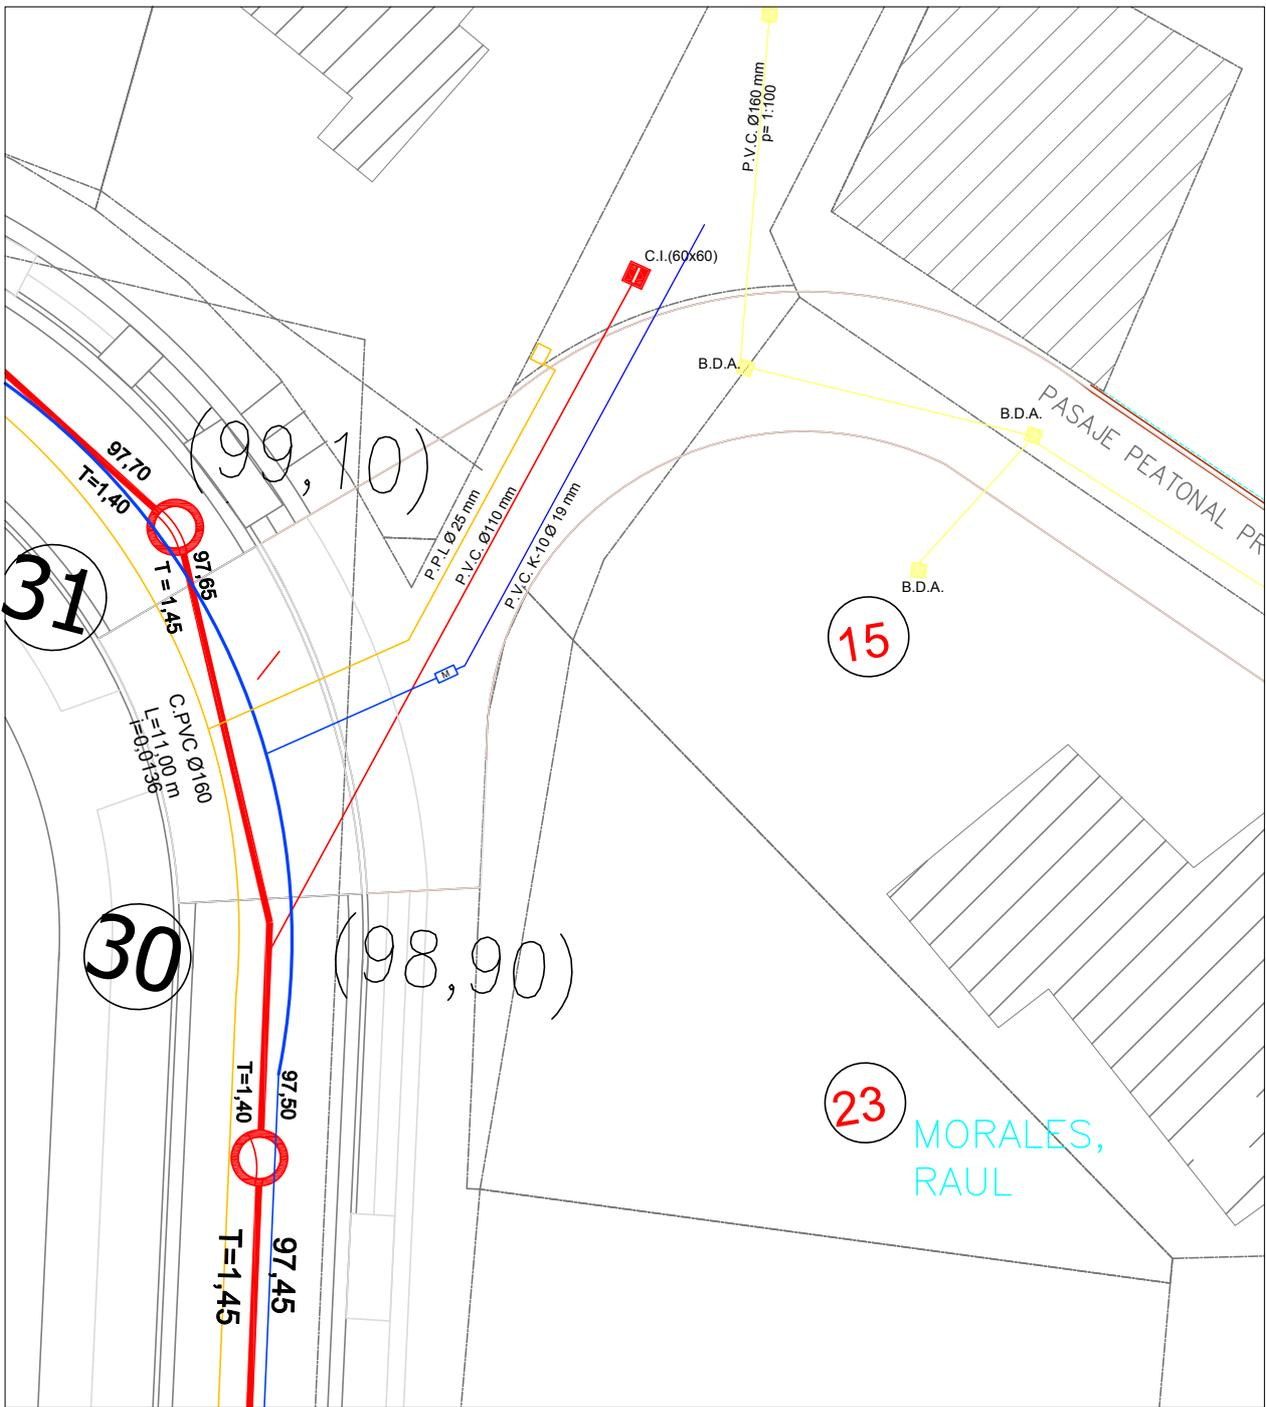 P.V.C. Ø160 mm
p= 1:100
C.I.(60x60)
B.D.A.
B.D.A.
PASAJE PEATONAL PR
97,70
T=1,40
(99,10)
P.P.L Ø 25 mm
P.V.C. Ø110 mm
P.V.C. K-10 Ø 19 mm
31
97,65
T = 1,45
B.D.A.
15
M
C.PVC Ø160
L=11,00 m
i=0,0136
30
(98,90)
T=1,40
97,50
23
MORALES,
RAUL
T=1,45
97,45